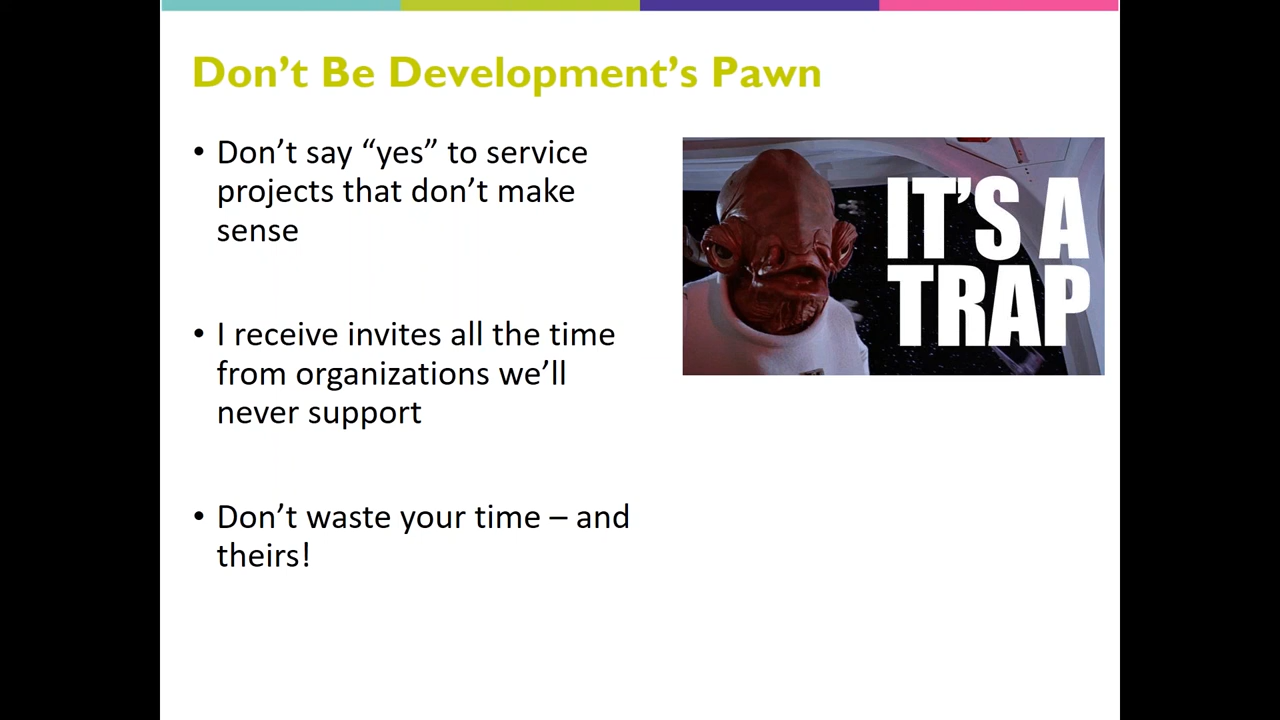 Don’t Be Development’s Pawn
• Don’t say “yes” to service
projects that don’t make
sense
• I receive invites all the time
from organizations we’ll
never support
• Don’t waste your time – and
theirs!
IT’S A
TRAP